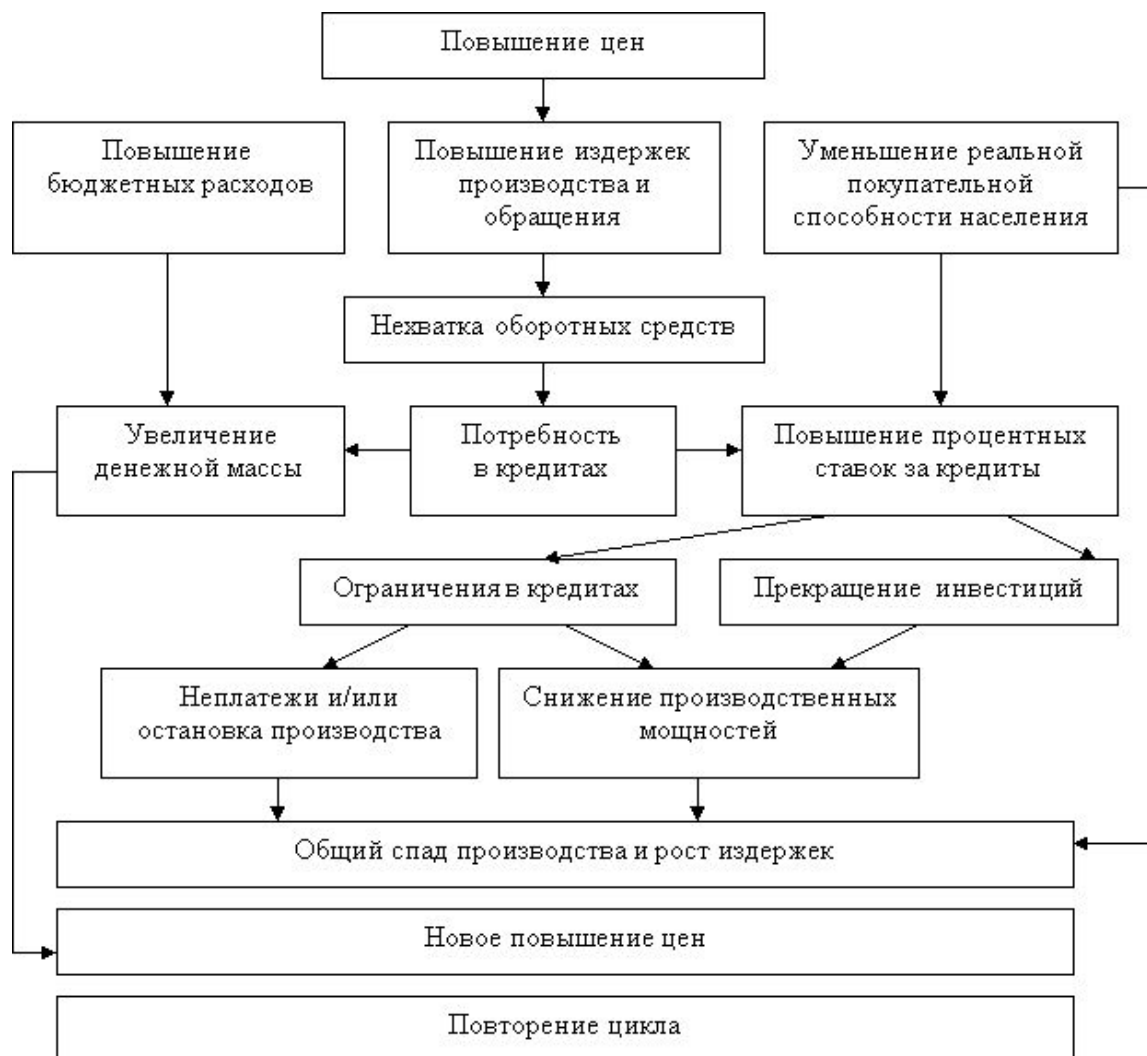 Повышение цен
Повышение
бюджетных расходов
Повышение издержек
производства и
обращения
Уменьшение реальной
покупательной
способности населения
Нехватка оборотных средств
Увеличение
денежной массы
Потребность
в кредитах
Повышение процентных
ставок за кредиты
Ограничения в кредитах
Прекращение инвестиций
Неплатежи и/или
остановка производства
Снижение производственных
мощностей
Общий спад производства и рост издержек
Новое повышение цен
Повторение цикла